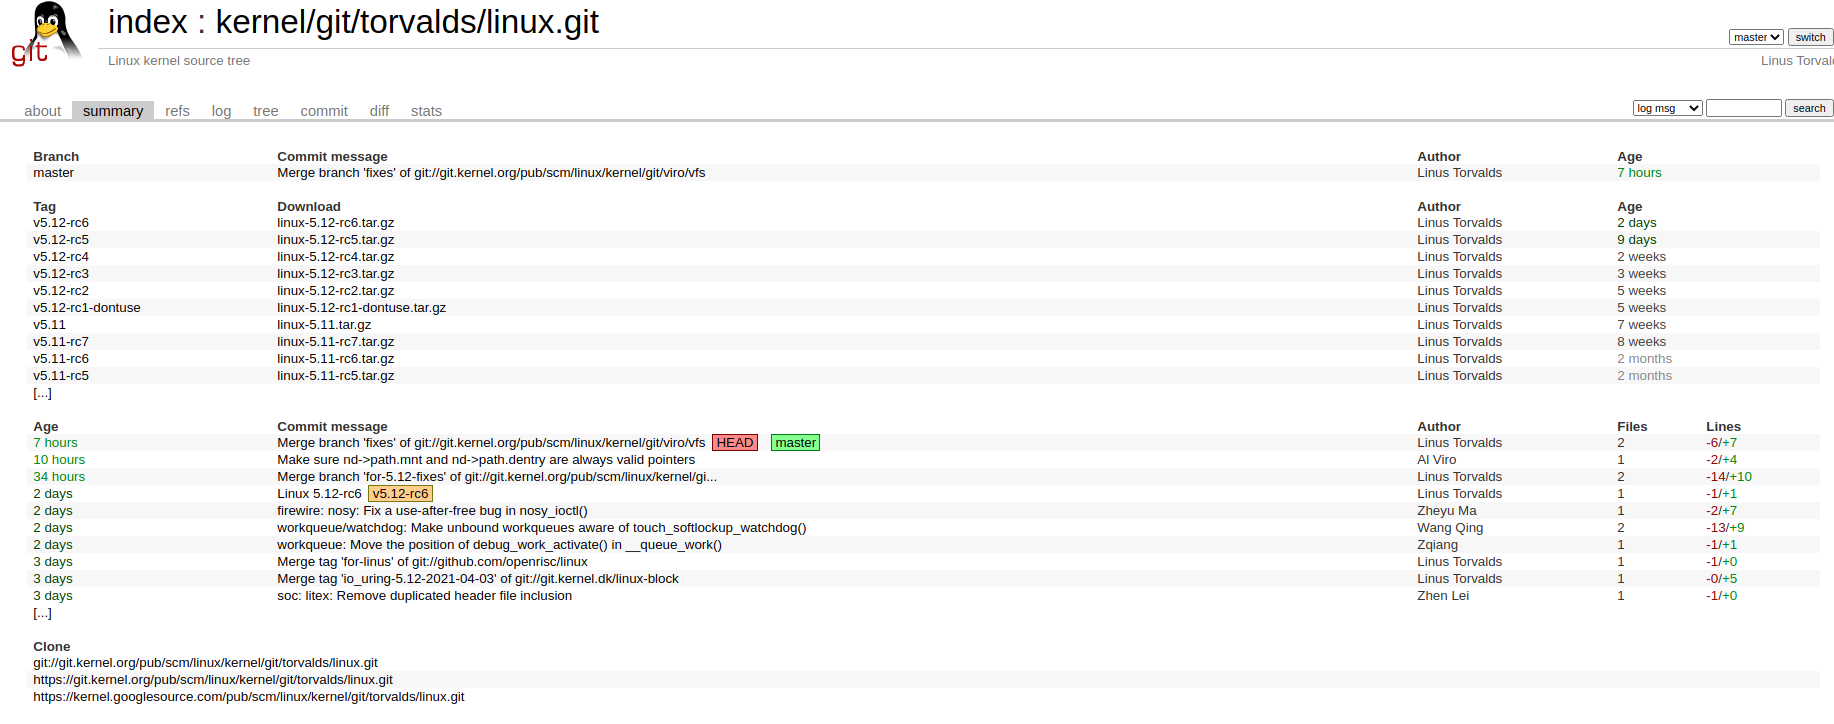 index : kernel/git/torvalds/linux.git
git
master switch
Linux kernel source tree Linus Torval
about summary refs log tree commit diff stats log msg search
Branch Commit message Author Age
master Merge branch 'fixes' of git://git.kernel.org/pub/scm/linux/kernel/git/viro/vfs Linus Torvalds 7 hours
Tag Download Author Age
v5.12-rc6 linux-5.12-rc6.tar.gz Linus Torvalds 2 days
v5.12-rc5 linux-5.12-rc5.tar.gz Linus Torvalds 9 days
v5.12-rc4 linux-5.12-rc4.tar.gz Linus Torvalds 2 weeks
v5.12-rc3 linux-5.12-rc3.tar.gz Linus Torvalds 3 weeks
v5.12-rc2 linux-5.12-rc2.tar.gz Linus Torvalds 5 weeks
v5.12-rc1-dontuse linux-5.12-rc1-dontuse.tar.gz Linus Torvalds 5 weeks
v5.11 linux-5.11.tar.gz Linus Torvalds 7 weeks
v5.11-rc7 linux-5.11-rc7.tar.gz Linus Torvalds 8 weeks
v5.11-rc6 linux-5.11-rc6.tar.gz Linus Torvalds 2 months
v5.11-rc5 linux-5.11-rc5.tar.gz Linus Torvalds 2 months
[...]
Age Commit message Author Files Lines
7 hours Merge branch 'fixes' of git://git.kernel.org/pub/scm/linux/kernel/git/viro/vfs HEAD master Linus Torvalds 2 -6/+7
10 hours Make sure nd->path.mnt and nd->path.dentry are always valid pointers Al Viro 1 -2/+4
34 hours Merge branch 'for-5.12-fixes' of git://git.kernel.org/pub/scm/linux/kernel/gi... Linus Torvalds 2 -14/+10
2 days Linux 5.12-rc6 v5.12-rc6 Linus Torvalds 1 -1/+1
2 days firewire: nosy: Fix a use-after-free bug in nosy_ioctl() Zheyu Ma 1 -2/+7
2 days workqueue/watchdog: Make unbound workqueues aware of touch_softlockup_watchdog() Wang Qing 2 -13/+9
2 days workqueue: Move the position of debug_work_activate() in __queue_work() Zqiang 1 -1/+1
3 days Merge tag 'for-linus' of git://github.com/openrisc/linux Linus Torvalds 1 -1/+0
3 days Merge tag 'io_uring-5.12-2021-04-03' of git://git.kernel.dk/linux-block Linus Torvalds 1 -0/+5
3 days soc: litex: Remove duplicated header file inclusion Zhen Lei 1 -1/+0
[...]
Clone
git://git.kernel.org/pub/scm/linux/kernel/git/torvalds/linux.git
https://git.kernel.org/pub/scm/linux/kernel/git/torvalds/linux.git
https://kernel.googlesource.com/pub/scm/linux/kernel/git/torvalds/linux.git